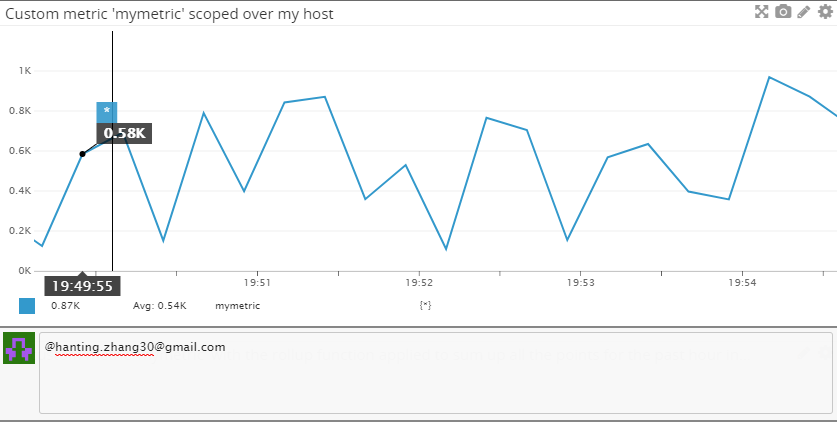 Custom metric 'mymetric' scoped over my host
1K
0.8K
0.6K
0.4K
0.2K
0K
*
0.58K
19:49:55
19:51
19:52
19:53
19:54
0.87K Avg: 0.54K mymetric {*}
@hanting.zhang30@gmail.com